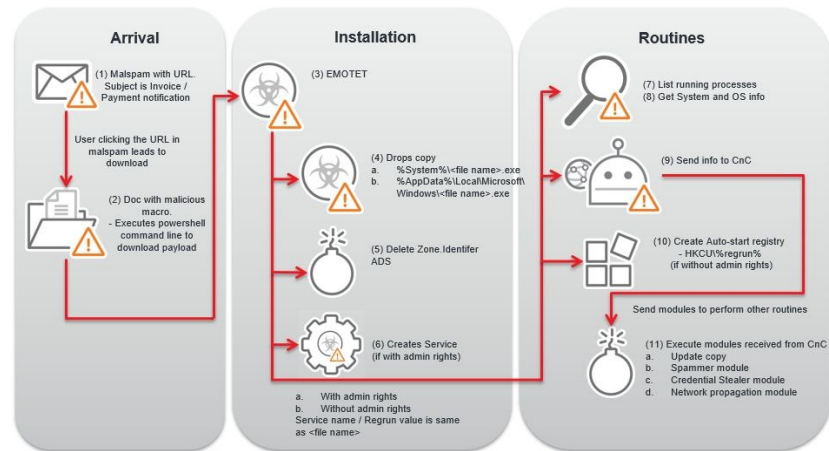 Arrival
(1) Malspam with URL.
Subject is Invoice /
Payment notification
User clicking the URL in
malspam leads to
download
(2) Doc with malicious
macro.
- Executes powershell
command line to
download payload
Installation
(3) EMOTET
(4) Drops copy
a. %System%\<file name>.exe
b. %AppData%\Local\Microsoft\
Windows\<file name>.exe
(5) Delete Zone.Identifer
ADS
(6) Creates Service
(if with admin rights)
a. With admin rights
b. Without admin rights
Service name / Regrun value is same
as <file name>
Routines
(7) List running processes
(8) Get System and OS info
(9) Send info to CnC
(10) Create Auto-start registry
- HKCU\%regrun%
(if without admin rights)
Send modules to perform other routines
(11) Execute modules received from CnC
a. Update copy
b. Spammer module
c. Credential Stealer module
d. Network propagation module